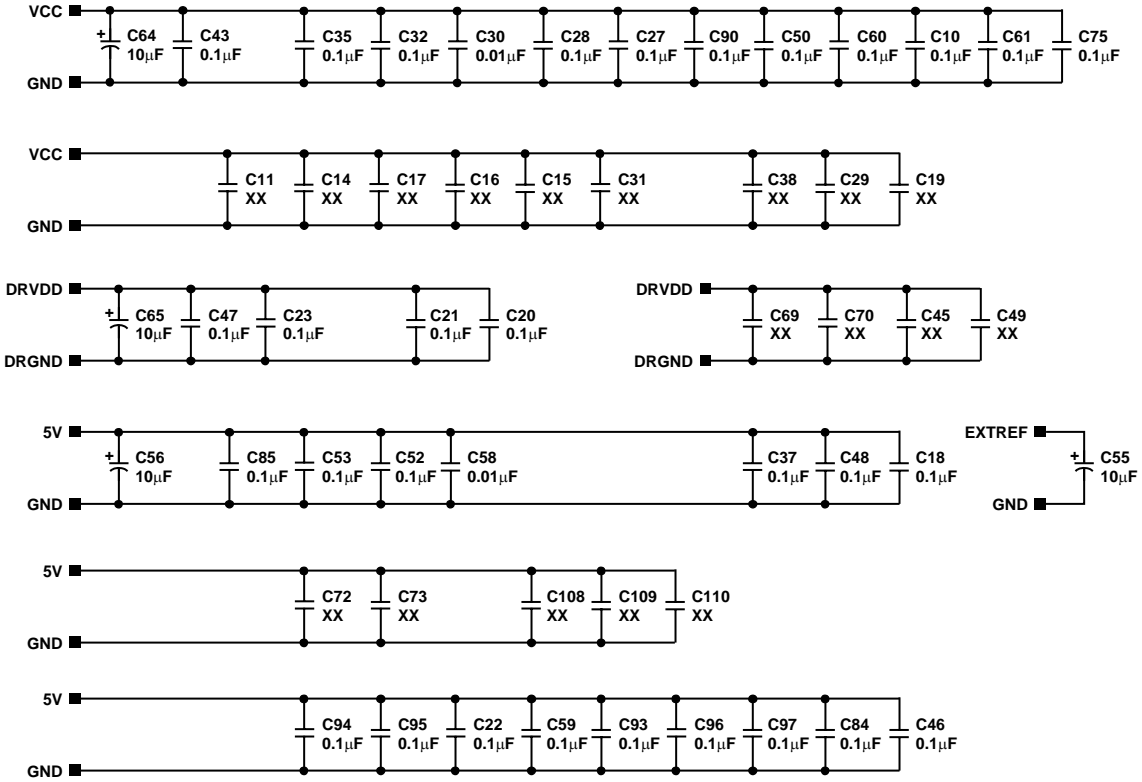 VCC
+ C64 C43 C35 C32 C30 C28 C27 C90 C50 C60 C10 C61 C75
10µF 0.1µF 0.1µF 0.1µF 0.01µF 0.1µF 0.1µF 0.1µF 0.1µF 0.1µF 0.1µF 0.1µF 0.1µF
GND
VCC
C11 C14 C17 C16 C15 C31 C38 C29 C19
XX XX XX XX XX XX XX XX XX
GND
DRVDD DRVDD
+ C65 C47 C23 C21 C20 C69 C70 C45 C49
10µF 0.1µF 0.1µF 0.1µF 0.1µF XX XX XX XX
DRGND DRGND
5V EXTREF
+ C56 C85 C53 C52 C58 C37 C48 C18 + C55
10µF 0.1µF 0.1µF 0.1µF 0.01µF 0.1µF 0.1µF 0.1µF 10µF
GND GND
5V
C72 C73 C108 C109 C110
XX XX XX XX XX
GND
5V
C94 C95 C22 C59 C93 C96 C97 C84 C46
0.1µF 0.1µF 0.1µF 0.1µF 0.1µF 0.1µF 0.1µF 0.1µF 0.1µF
GND